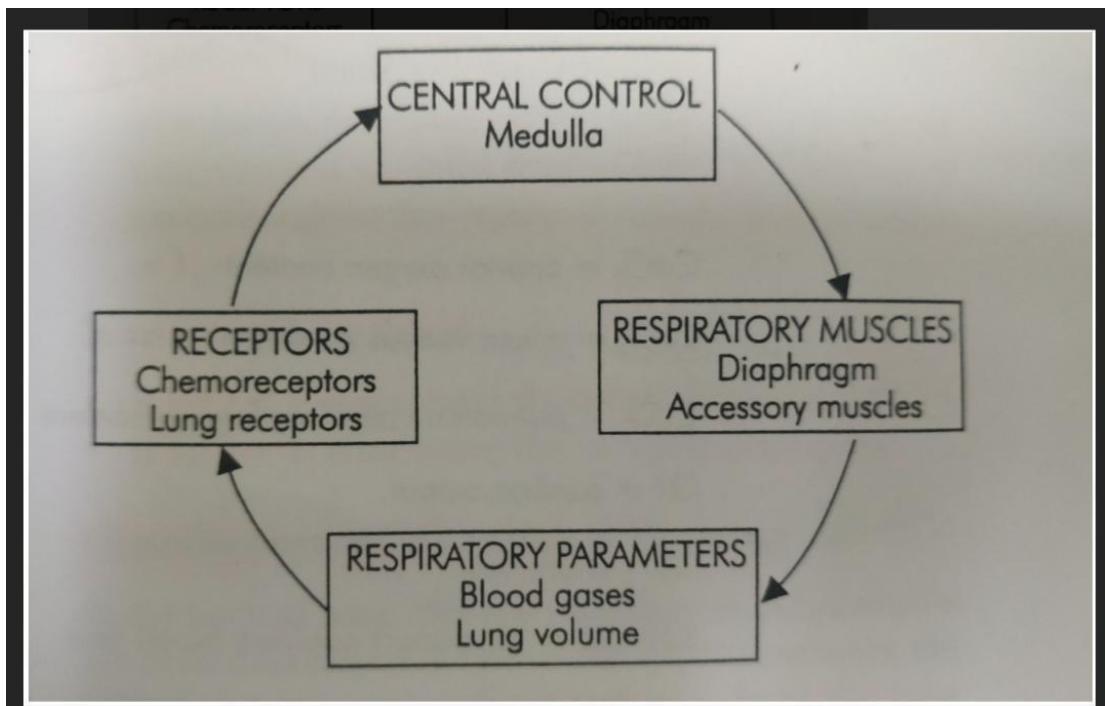 Chemoreceptors
Diaphragm
CENTRAL CONTROL
Medulla
RESPIRATORY MUSCLES
Diaphragm
Accessory muscles
RECEPTORS
Chemoreceptors
Lung receptors
RESPIRATORY PARAMETERS
Blood gases
Lung volume